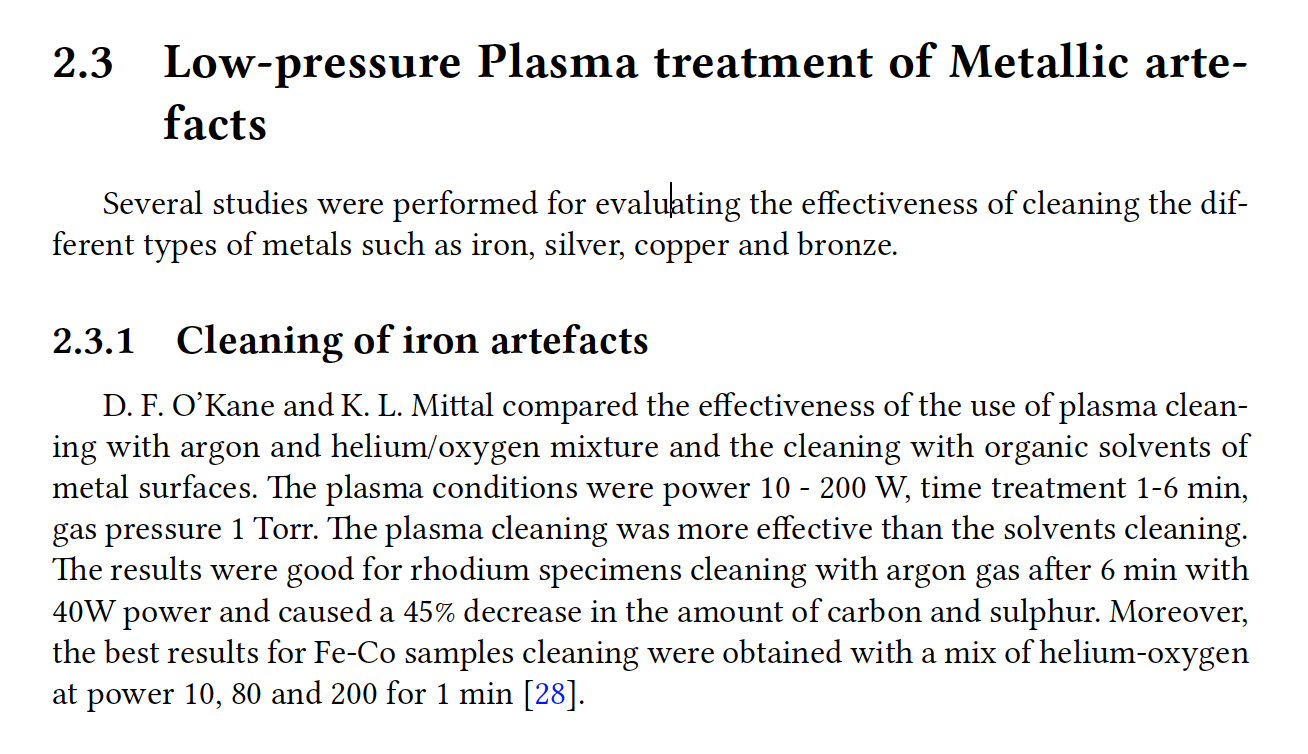 2.3 Low-pressure Plasma treatment of Metallic arte-
facts
Several studies were performed for evaluating the effectiveness of cleaning the dif-
ferent types of metals such as iron, silver, copper and bronze.
2.3.1 Cleaning of iron artefacts
D. F. O’Kane and K. L. Mittal compared the effectiveness of the use of plasma clean-
ing with argon and helium/oxygen mixture and the cleaning with organic solvents of
metal surfaces. The plasma conditions were power 10 - 200 W, time treatment 1-6 min,
gas pressure 1 Torr. The plasma cleaning was more effective than the solvents cleaning.
The results were good for rhodium specimens cleaning with argon gas after 6 min with
40W power and caused a 45% decrease in the amount of carbon and sulphur. Moreover,
the best results for Fe-Co samples cleaning were obtained with a mix of helium-oxygen
at power 10, 80 and 200 for 1 min [28].